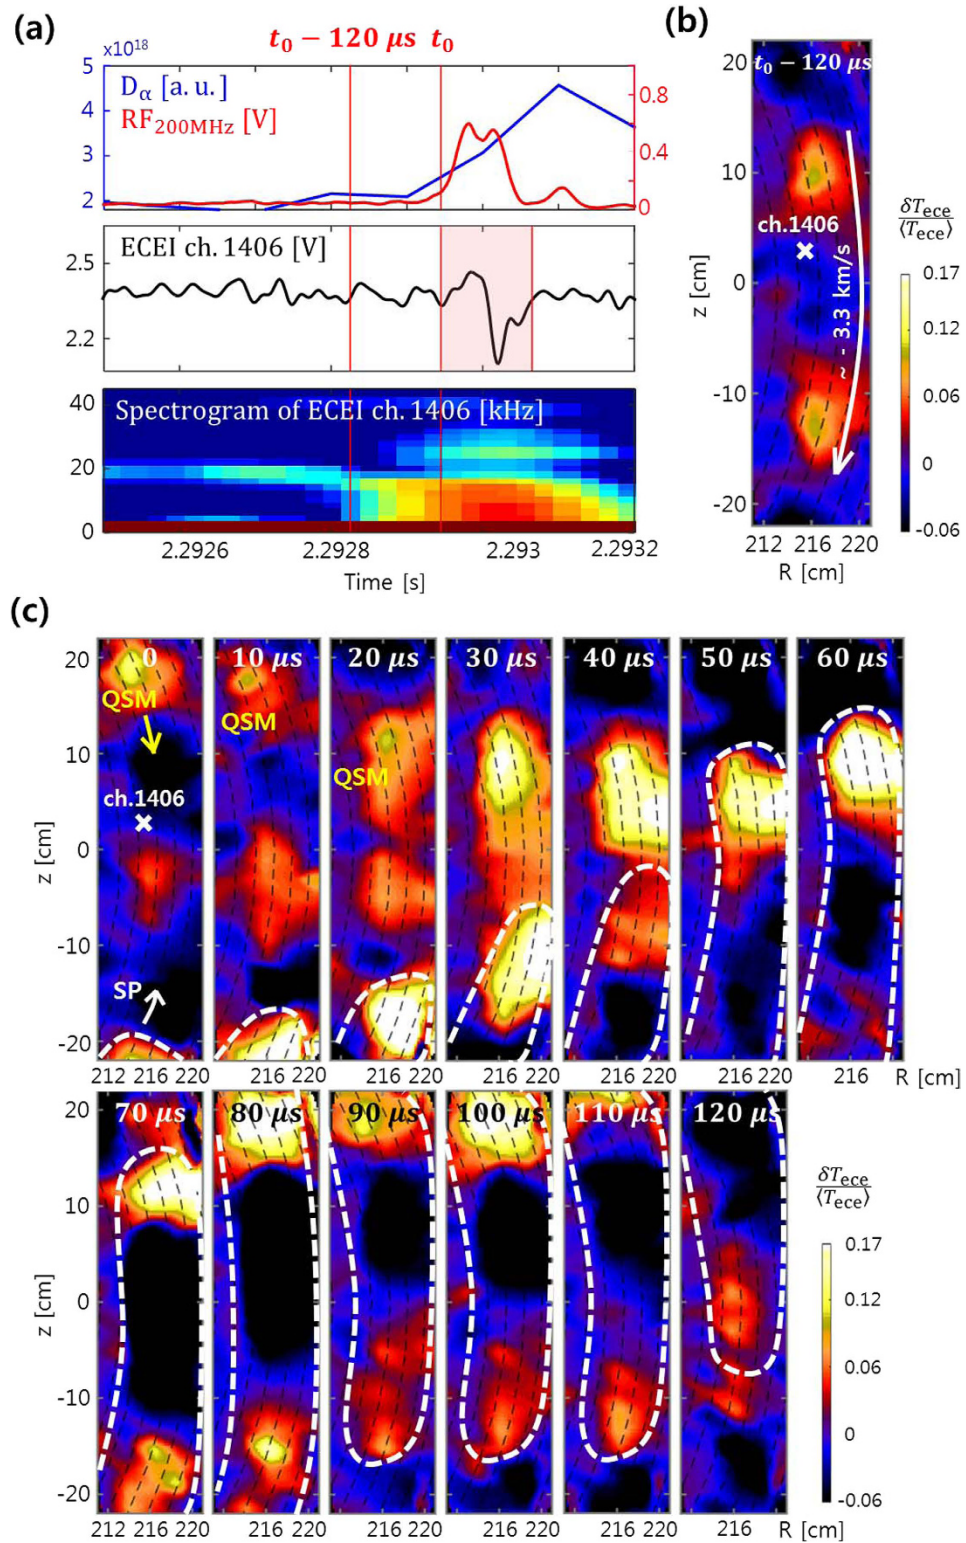 (a)
t₀ − 120 μs t₀
x10¹⁸
5
4
3
2
Dα [a. u.]
RF₂₀₀MHz [V]
0.8
0.4
0
ECEI ch. 1406 [V]
2.5
2.2
Spectrogram of ECEI ch. 1406 [kHz]
40
20
0
2.2926 2.2928 2.293 2.2932
Time [s]
(b)
t₀ − 120 μs
ch.1406
~ - 3.3 km/s
20
10
0
-10
-20
z [cm]
212 216 220
R [cm]
δTece
⟨Tece⟩
0.17
0.12
0.06
0
-0.06
(c)
0 10 μs 20 μs 30 μs 40 μs 50 μs 60 μs
QSM
QSM
QSM
ch.1406
SP
20
10
0
-10
-20
z [cm]
212 216 220 216 220 216 220 216 220 216 220 216 220 216 R [cm]
70 μs 80 μs 90 μs 100 μs 110 μs 120 μs
20
10
0
-10
-20
z [cm]
212 216 220 216 220 216 220 216 220 216 220 216 R [cm]
δTece
⟨Tece⟩
0.17
0.12
0.06
0
-0.06